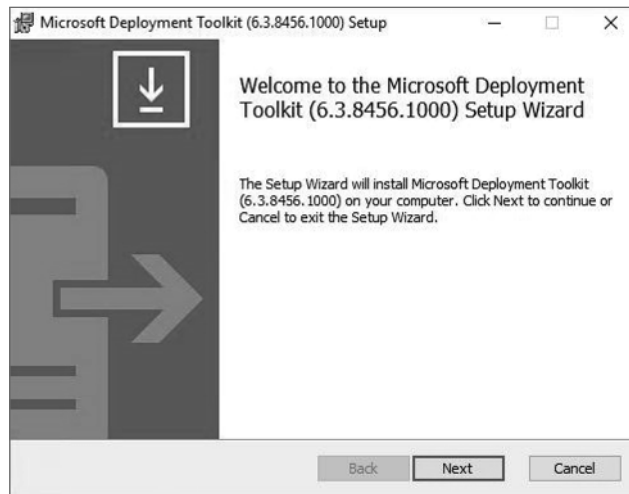 Microsoft Deployment Toolkit (6.3.8456.1000) Setup
Welcome to the Microsoft Deployment
Toolkit (6.3.8456.1000) Setup Wizard
The Setup Wizard will install Microsoft Deployment Toolkit
(6.3.8456.1000) on your computer. Click Next to continue or
Cancel to exit the Setup Wizard.
Back Next Cancel